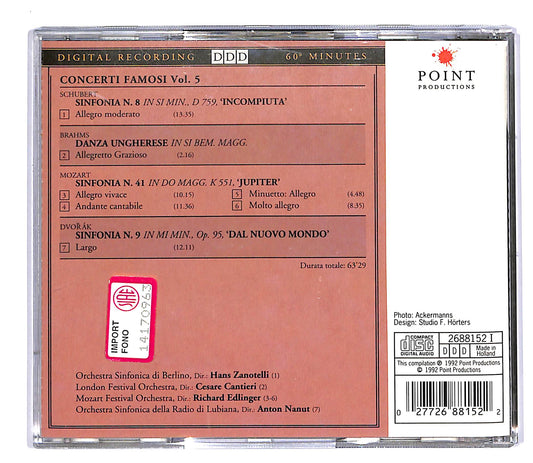 DIGITAL RECORDING DDD 60' MINUTES
CONCERTI FAMOSI Vol. 5
SCHUBERT
SINFONIA N. 8 IN SI MIN., D 759, 'INCOMPIUTA'
1 Allegro moderato (13.35)
BRAHMS
DANZA UNGHERESE IN SI BEM. MAGG.
2 Allegretto Grazioso (2.16)
MOZART
SINFONIA N. 41 IN DO MAGG. K 551, 'JUPITER'
3 Allegro vivace (10.15) 5 Minuetto: Allegro (4.48)
4 Andante cantabile (11.36) 6 Molto allegro (8.35)
DVOŘÁK
SINFONIA N. 9 IN MI MIN., Op. 95, 'DAL NUOVO MONDO'
7 Largo (12.11)
Durata totale: 63'29
SIAE
IMPORT
FONO
14170963
Orchestra Sinfonica di Berlino, Dir.: Hans Zanotelli (1)
London Festival Orchestra, Dir.: Cesare Cantieri (2)
Mozart Festival Orchestra, Dir.: Richard Edlinger (3-6)
Orchestra Sinfonica della Radio di Lubiana, Dir.: Anton Nanut (7)
POINT
PRODUCTIONS
Photo: Ackermanns
Design: Studio F. Hörters
COMPACT
disc
DIGITAL AUDIO
2688152 I
DDD
Made in
Holland
This compilation ℗ 1992 Point Productions
© 1992 Point Productions
0 27726 88152 2